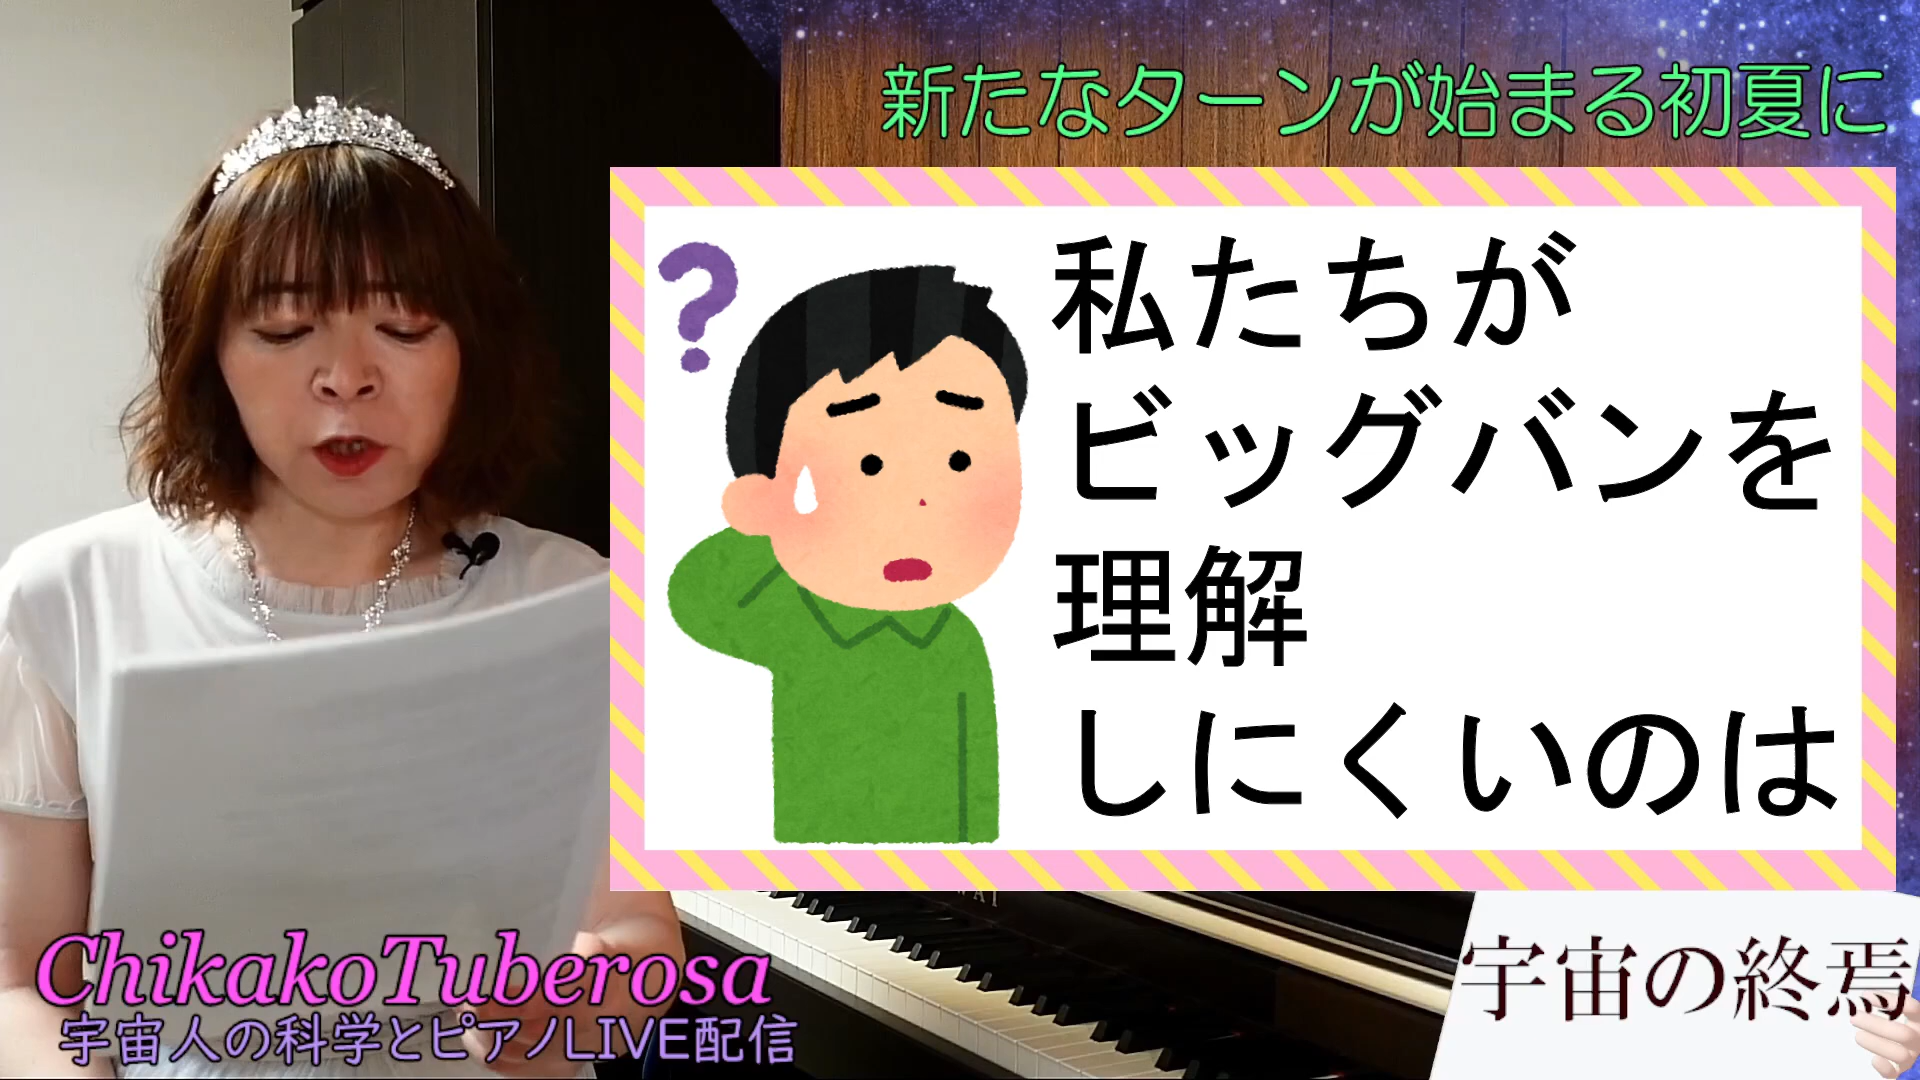 新たなターンが始まる初夏に
私たちが
ビッグバンを
理解
しにくいのは
ChikakoTuberosa
宇宙人の科学とピアノLIVE配信
宇宙の終焉